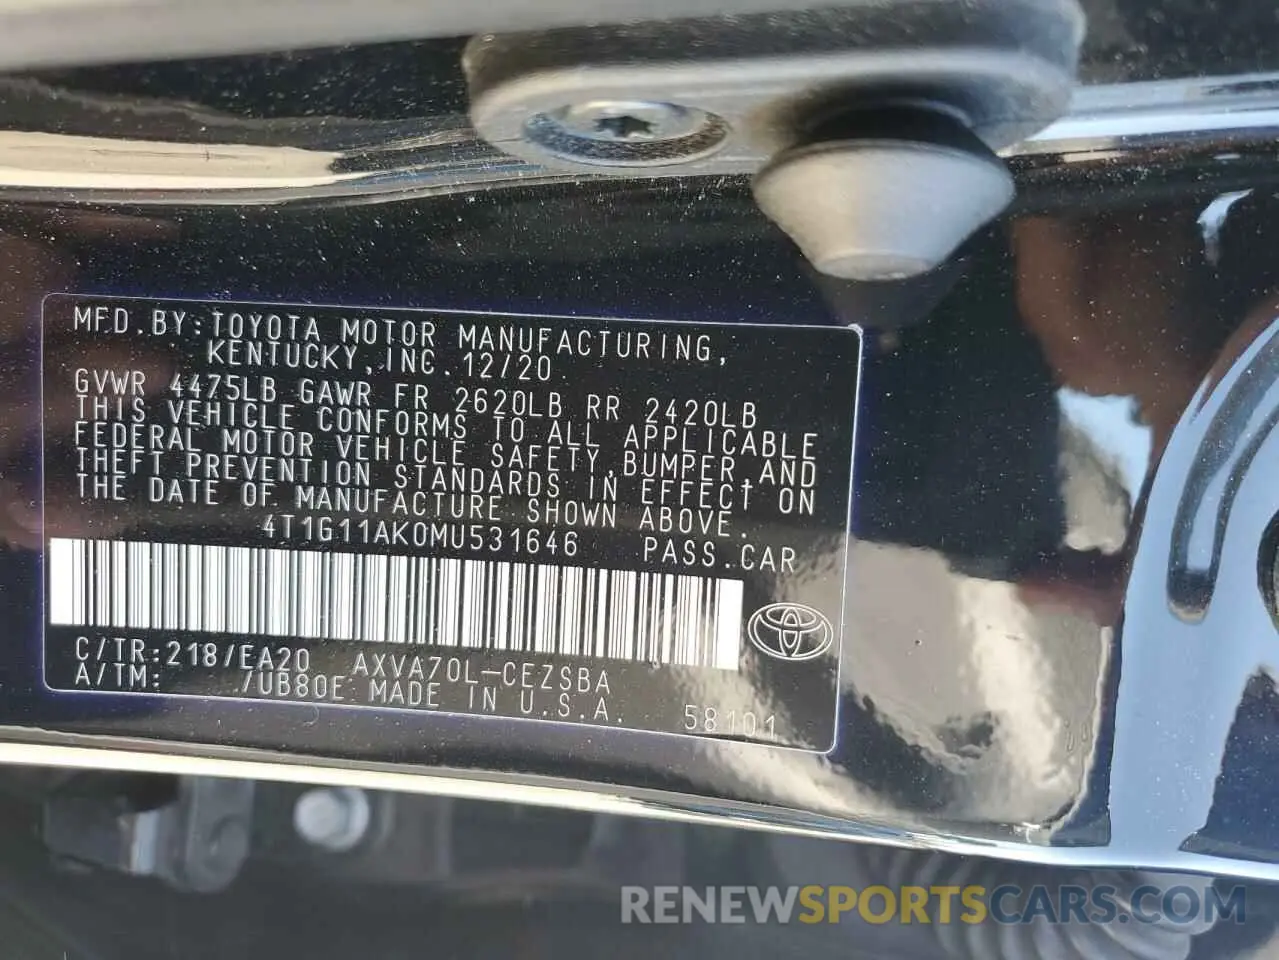 MFD.BY:TOYOTA MOTOR MANUFACTURING,
KENTUCKY,INC.12/20
GVWR 4475LB GAWR FR 2620LB RR 2420LB
THIS VEHICLE CONFORMS TO ALL APPLICABLE
FEDERAL MOTOR VEHICLE SAFETY,BUMPER,AND
THEFT PREVENTION STANDARDS IN EFFECT ON
THE DATE OF MANUFACTURE SHOWN ABOVE.
4T1G11AK0MU531646 PASS.CAR
C/TR:218/EA20 AXVA70L-CEZSBA
A/TM: /UB80E MADE IN U.S.A. 58101
RENEWSPORTSCARS.COM